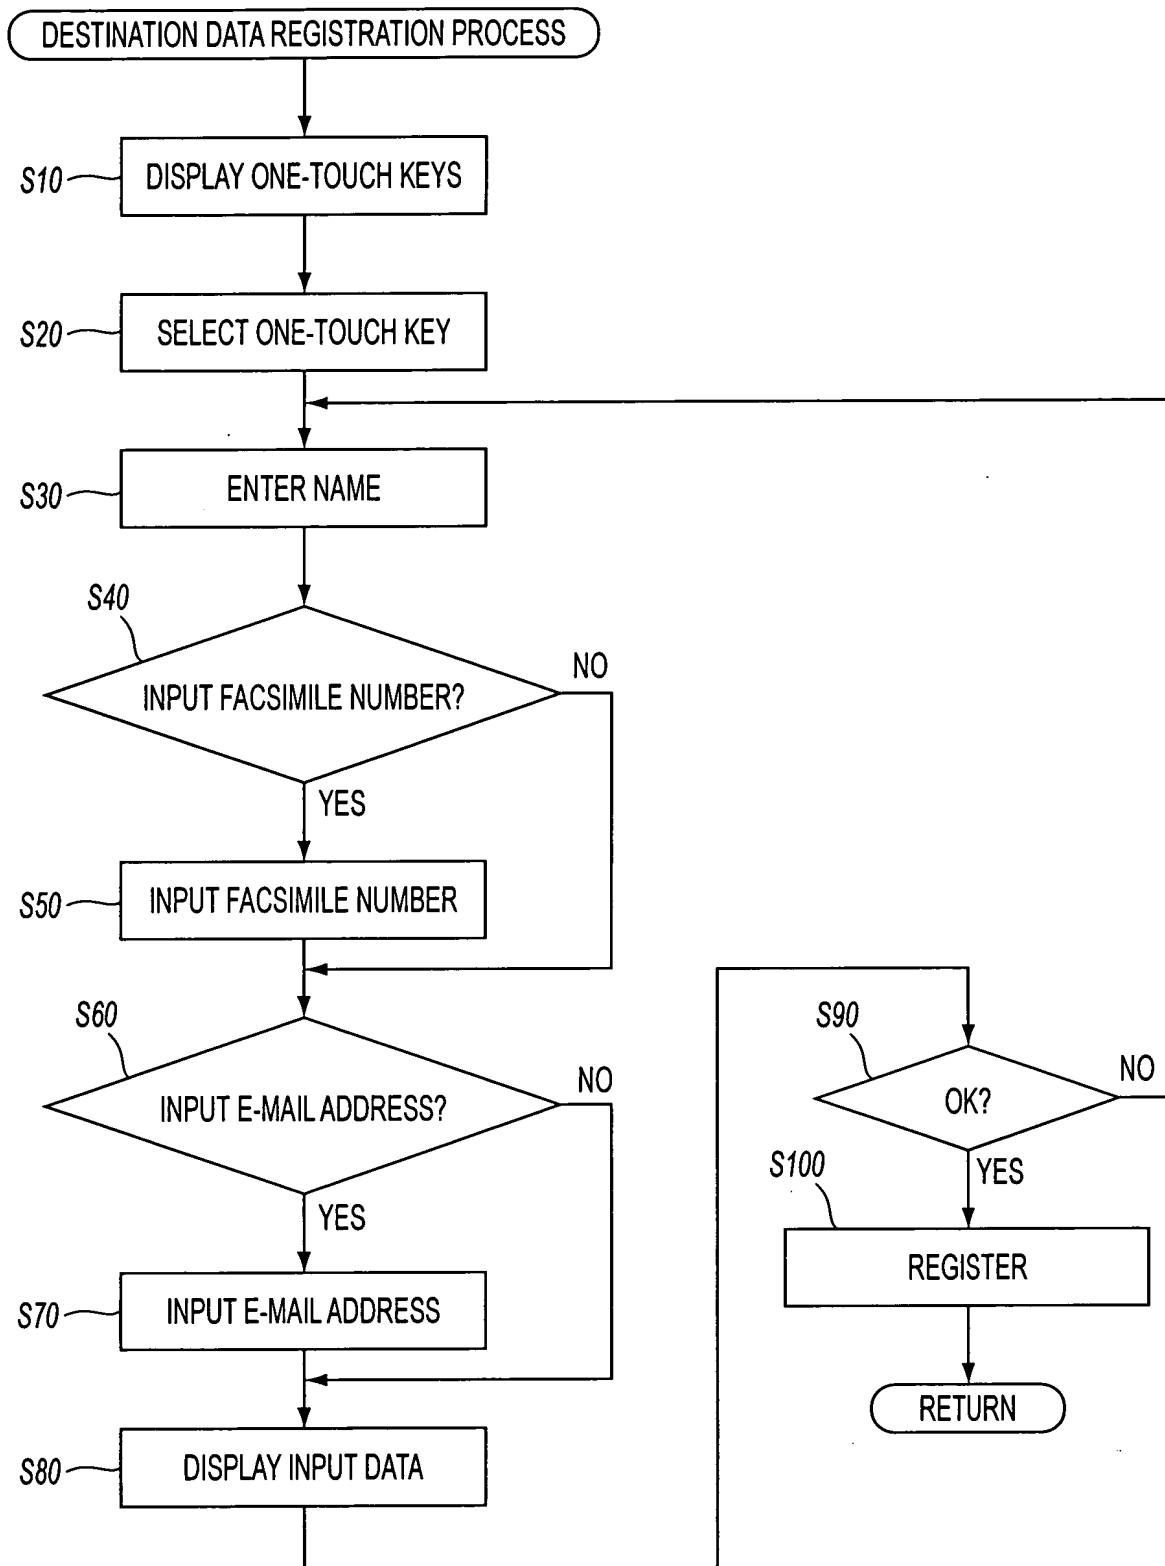 DESTINATION DATA REGISTRATION PROCESS
S10
DISPLAY ONE-TOUCH KEYS
S20
SELECT ONE-TOUCH KEY
S30
ENTER NAME
S40
INPUT FACSIMILE NUMBER?
NO
YES
S50
INPUT FACSIMILE NUMBER
S60
INPUT E-MAIL ADDRESS?
NO
YES
S70
INPUT E-MAIL ADDRESS
S80
DISPLAY INPUT DATA
S90
OK?
NO
YES
S100
REGISTER
RETURN